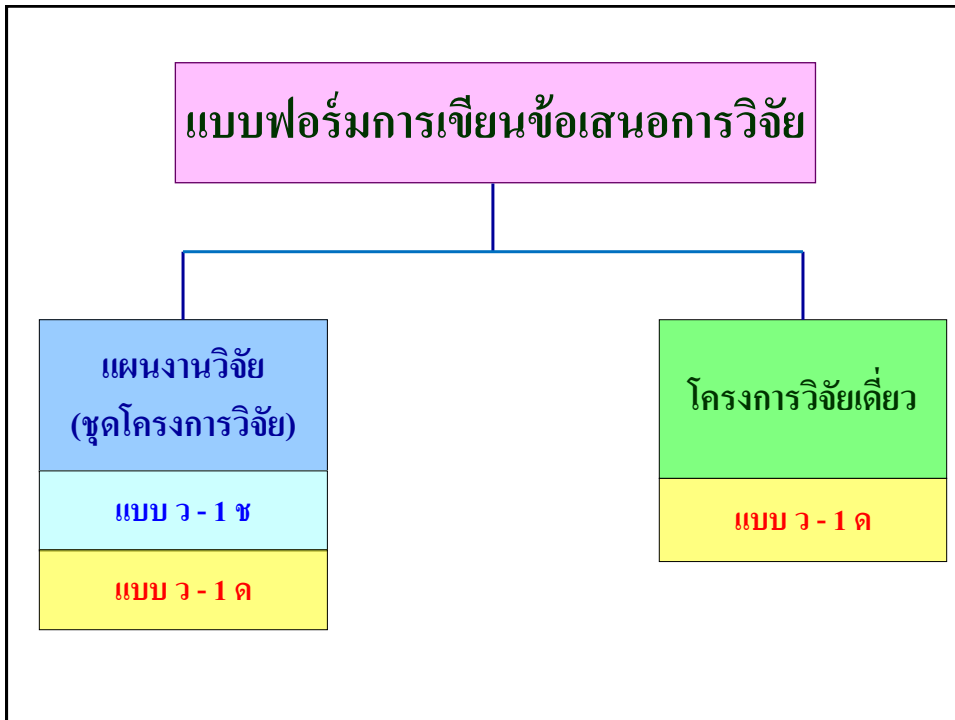 แบบฟอร์มการเขียนข้อเสนอการวิจัย
แผนงานวิจัย
(ชุดโครงการวิจัย)
แบบ ว - 1 ช
แบบ ว - 1 ด
โครงการวิจัยเดี่ยว
แบบ ว - 1 ด